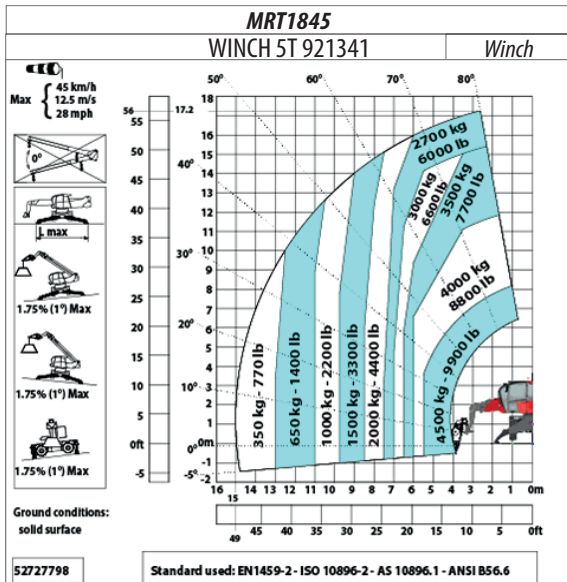 MRT1845
WINCH 5T 921341
Winch
Max
45 km/h
12.5 m/s
28 mph
0°
L max
1.75% (1°) Max
1.75% (1°) Max
1.75% (1°) Max
Ground conditions:
solid surface
52727798
56
55
50
45
40
35
30
25
20
15
10
5
0ft
-5
17.2
18
17
16
15
14
13
12
11
10
9
8
7
6
5
4
3
2
1
0m
-1
-2
50°
60°
70°
80°
40°
30°
20°
10°
0°
-5°
2700 kg
6000 lb
3000 kg
6600 lb
3500 kg
7700 lb
4000 kg
8800 lb
4500 kg - 9900 lb
350 kg - 770 lb
650 kg - 1400 lb
1000 kg - 2200 lb
1500 kg - 3300 lb
2000 kg - 4400 lb
16 14 13 12 11 10 9 8 7 6 5 4 3 2 1 0m
15
45 40 35 30 25 20 15 10 5 0ft
49
Standard used: EN1459-2 - ISO 10896-2 - AS 10896.1 - ANSI B56.6